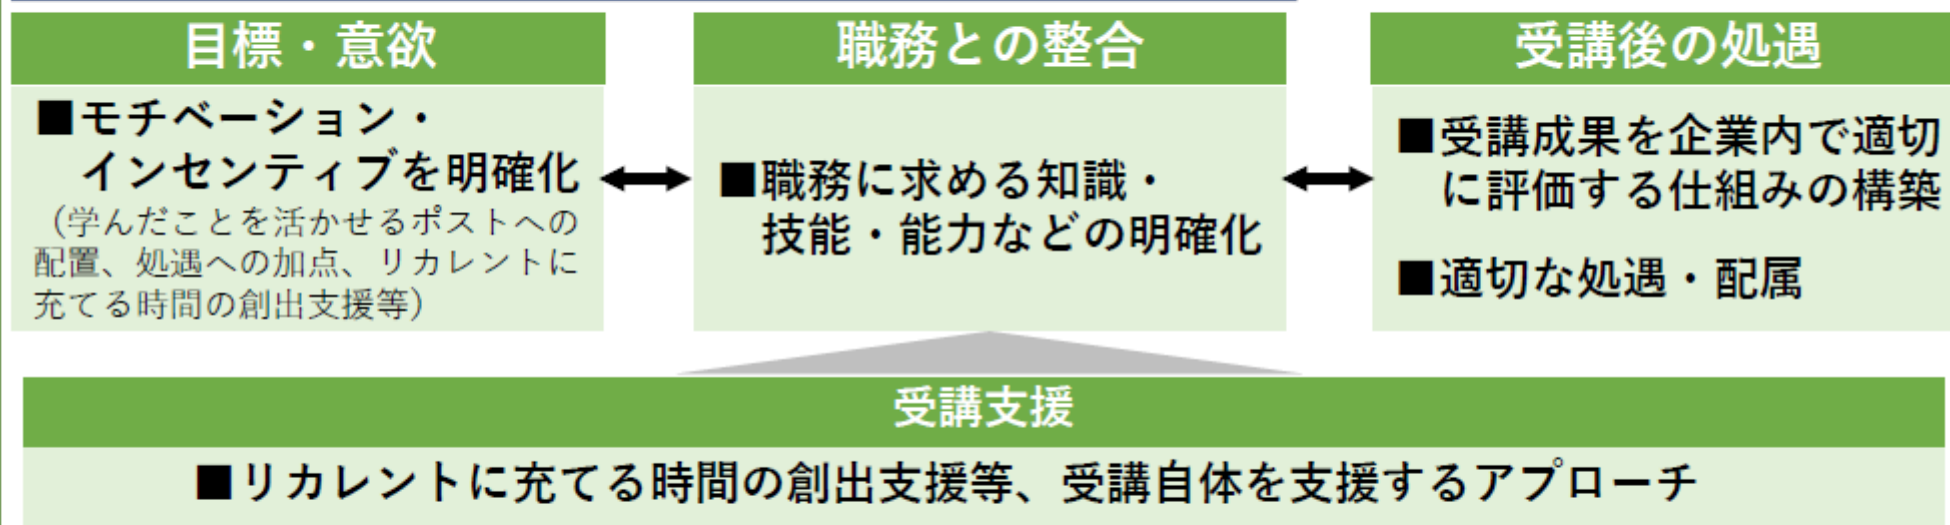 目標・意欲
■モチベーション・
インセンティブを明確化
（学んだことを活かせるポストへの
配置、処遇への加点、リカレントに
充てる時間の創出支援等）
職務との整合
■職務に求める知識・
技能・能力などの明確化
受講後の処遇
■受講成果を企業内で適切
に評価する仕組みの構築
■適切な処遇・配属
受講支援
■リカレントに充てる時間の創出支援等、受講自体を支援するアプローチ